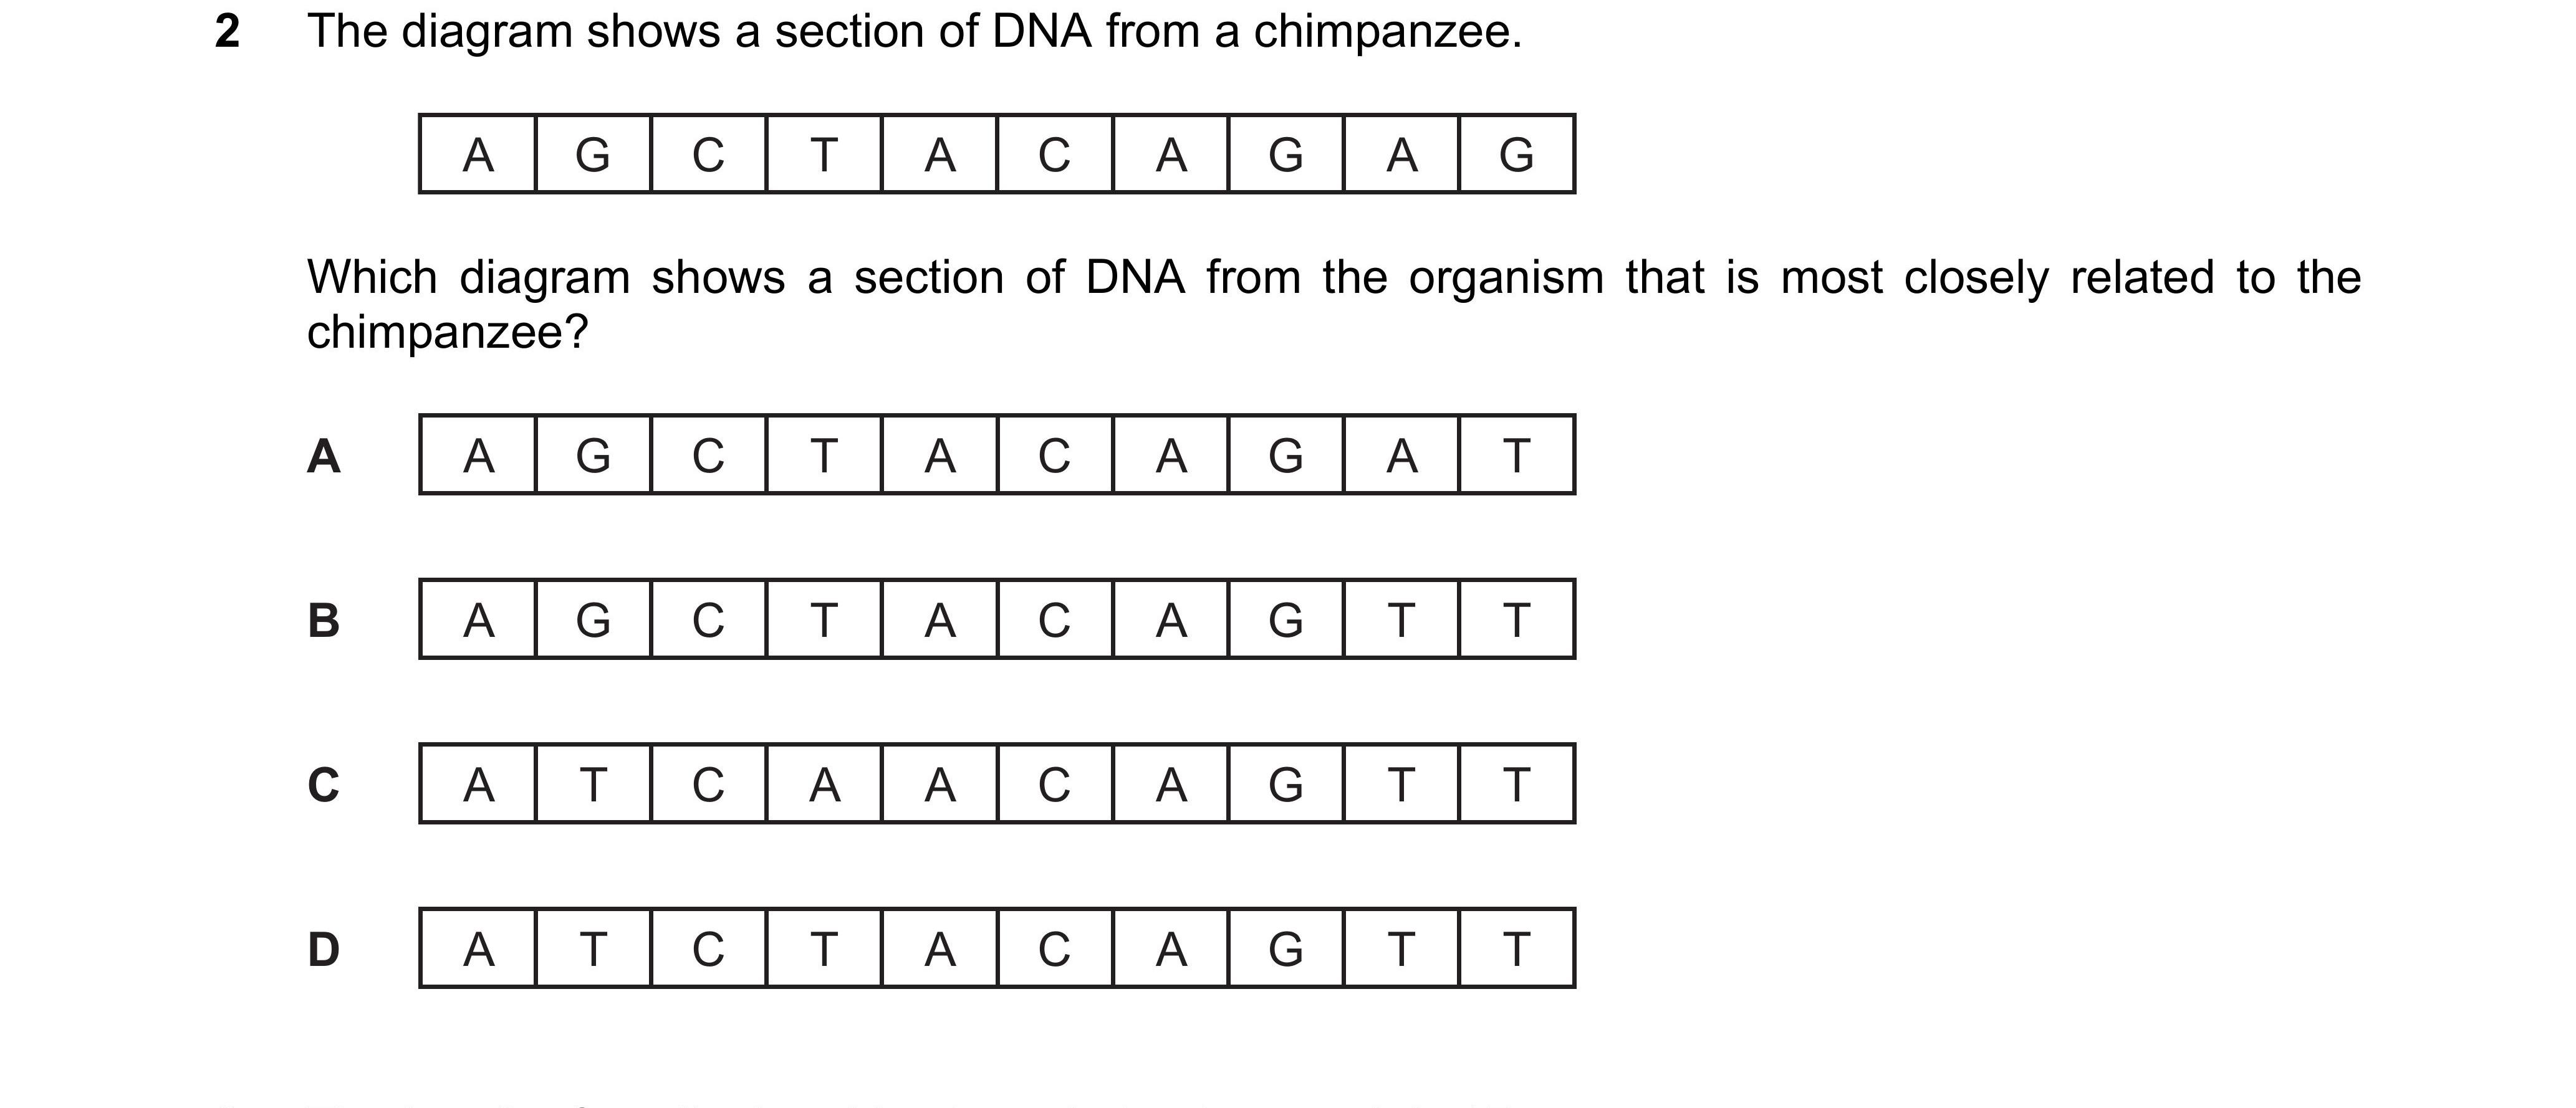 2 The diagram shows a section of DNA from a chimpanzee.
A G C T A C A G A G
Which diagram shows a section of DNA from the organism that is most closely related to the
chimpanzee?
A A G C T A C A G A T
B A G C T A C A G T T
C A T C A A C A G T T
D A T C T A C A G T T